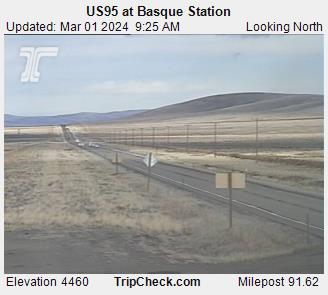 US95 at Basque Station
Updated: Mar 01 2024 9:25 AM Looking North
Elevation 4460 TripCheck.com Milepost 91.62